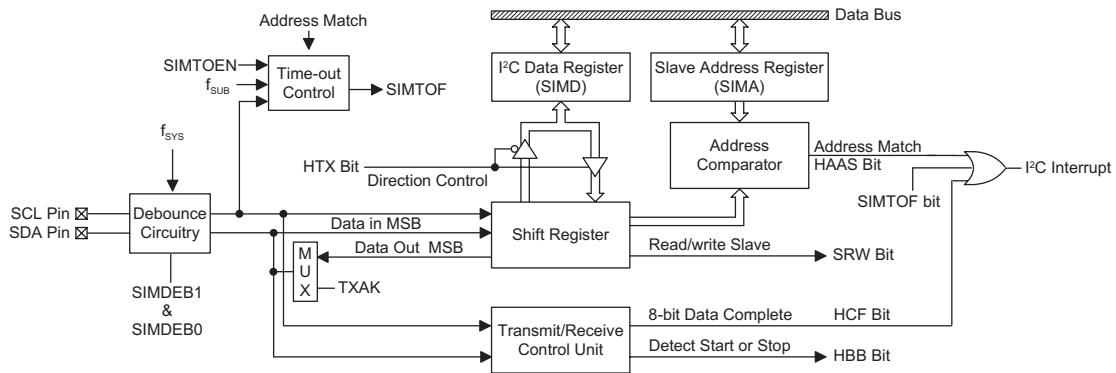 Data Bus
Address Match
SIMTOEN
fSUB
Time-out
Control
SIMTOF
I²C Data Register
(SIMD)
Slave Address Register
(SIMA)
fSYS
HTX Bit
Direction Control
Address
Comparator
Address Match
HAAS Bit
I²C Interrupt
SIMTOF bit
SCL Pin
SDA Pin
Debounce
Circuitry
Data in MSB
Shift Register
Data Out MSB
Read/write Slave
SRW Bit
M
U
X
TXAK
SIMDEB1
&
SIMDEB0
Transmit/Receive
Control Unit
8-bit Data Complete
HCF Bit
Detect Start or Stop
HBB Bit